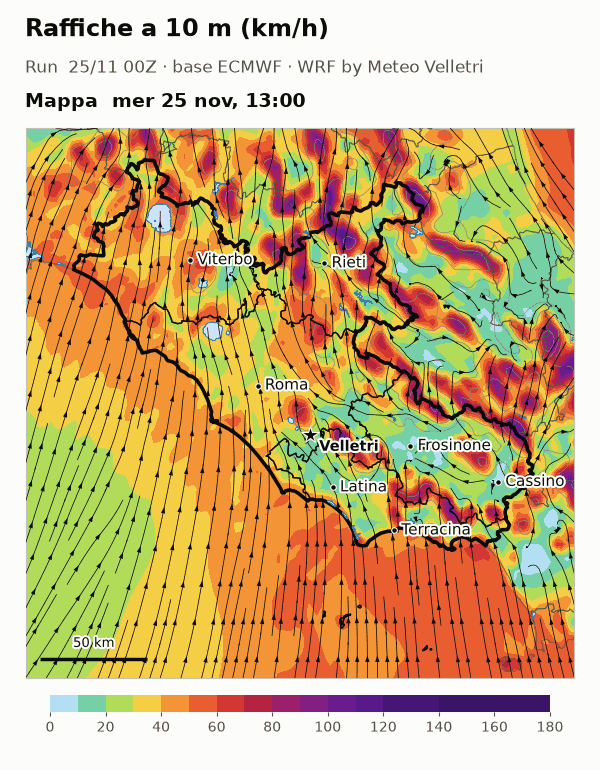 Raffiche a 10 m (km/h)
Run 25/11 00Z · base ECMWF · WRF by Meteo Velletri
Mappa mer 25 nov, 13:00
Viterbo
Rieti
Roma
Velletri
Frosinone
Latina
Cassino
Terracina
50 km
0 20 40 60 80 100 120 140 160 180